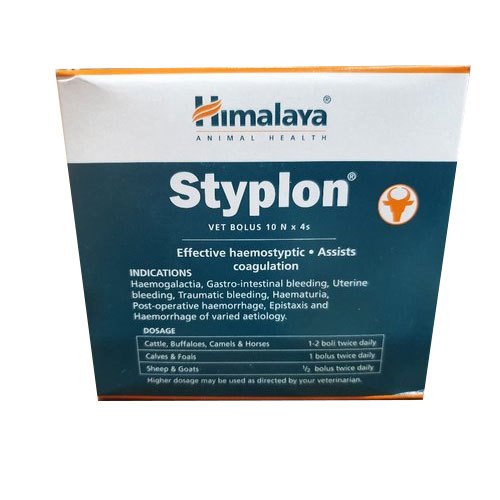 Himalaya®
ANIMAL HEALTH
Styplon®
VET BOLUS 10 N x 4s
Effective haemostyptic • Assists
coagulation
INDICATIONS
Haemogalactia, Gastro-intestinal bleeding, Uterine
bleeding, Traumatic bleeding, Haematuria,
Post-operative haemorrhage, Epistaxis and
Haemorrhage of varied aetiology.
DOSAGE
Cattle, Buffaloes, Camels & Horses 1-2 boli twice daily
Calves & Foals 1 bolus twice daily
Sheep & Goats ½ bolus twice daily
Higher dosage may be used as directed by your veterinarian.